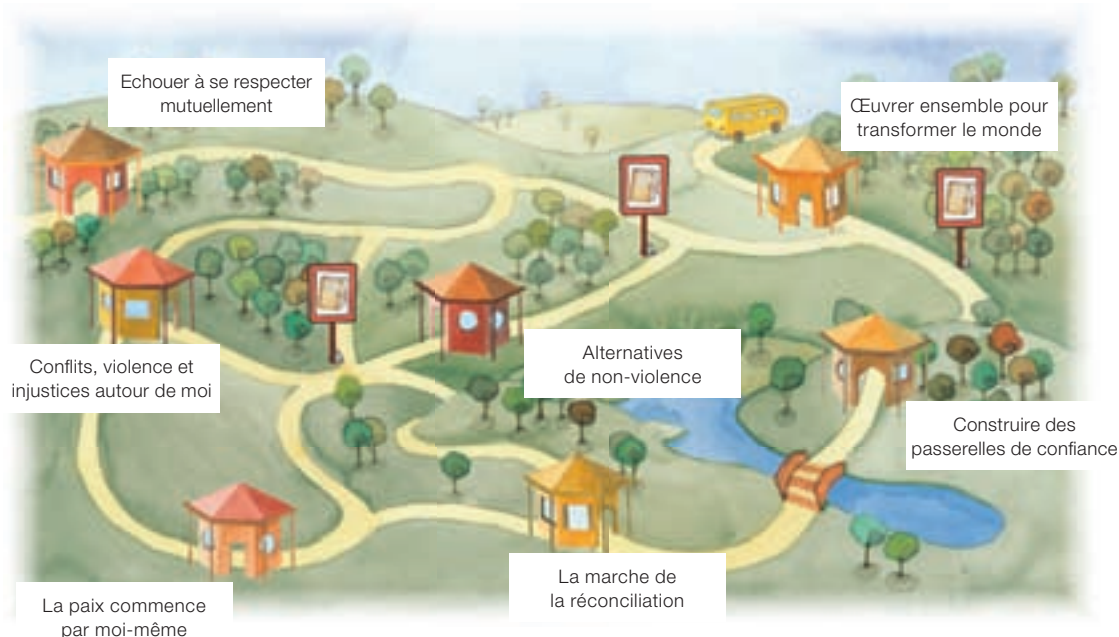 Echouer à se respecter
mutuellement
Œuvrer ensemble pour
transformer le monde
Conflits, violence et
injustices autour de moi
Alternatives
de non-violence
Construire des
passerelles de confiance
La marche de
la réconciliation
La paix commence
par moi-même